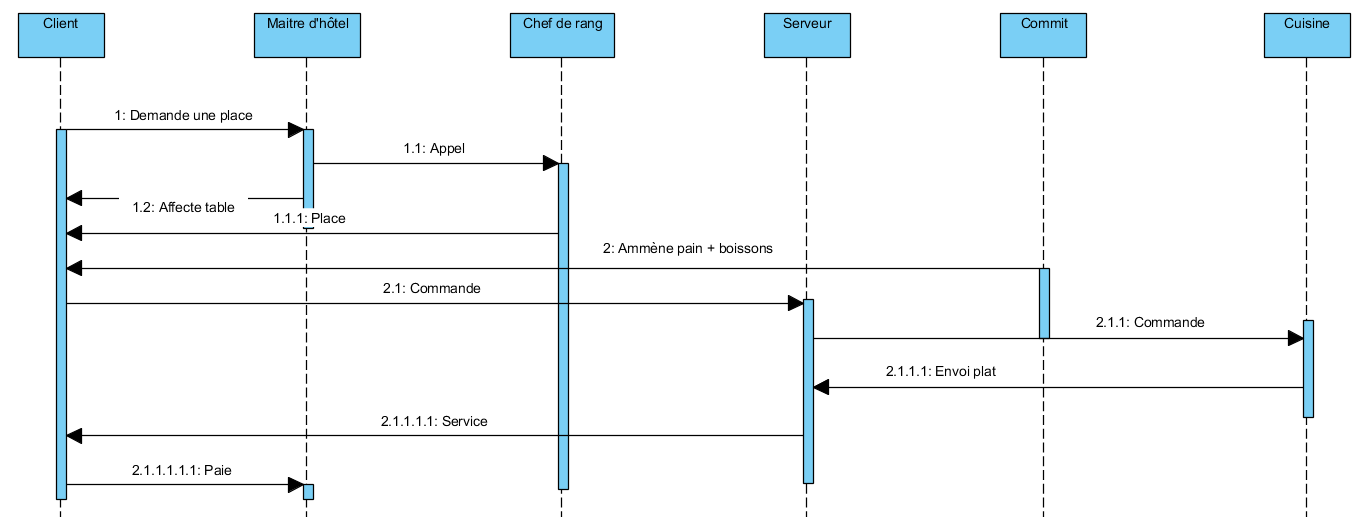 Client
Maitre d'hôtel
Chef de rang
Serveur
Commit
Cuisine
1: Demande une place
1.1: Appel
1.2: Affecte table
1.1.1: Place
2: Ammène pain + boissons
2.1: Commande
2.1.1: Commande
2.1.1.1: Envoi plat
2.1.1.1.1: Service
2.1.1.1.1.1: Paie